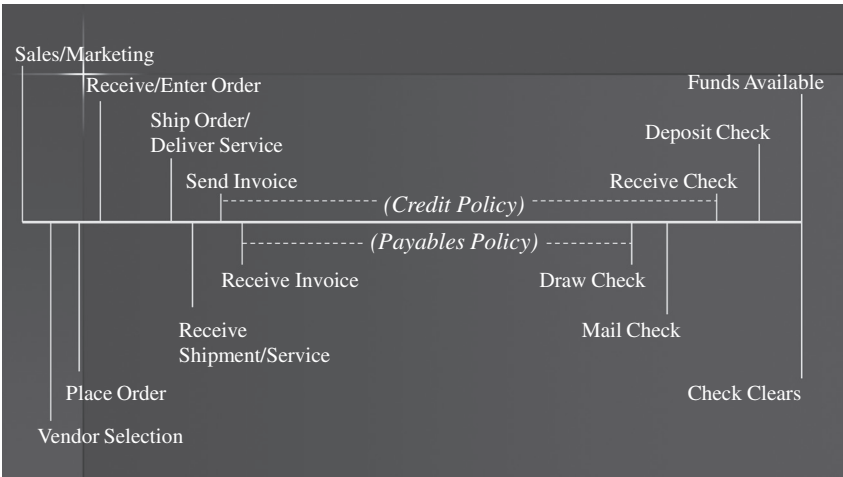 Sales/Marketing
Receive/Enter Order
Funds Available
Ship Order/
Deliver Service
Deposit Check
Send Invoice
Receive Check
(Credit Policy)
(Payables Policy)
Receive Invoice
Draw Check
Receive
Shipment/Service
Mail Check
Place Order
Check Clears
Vendor Selection